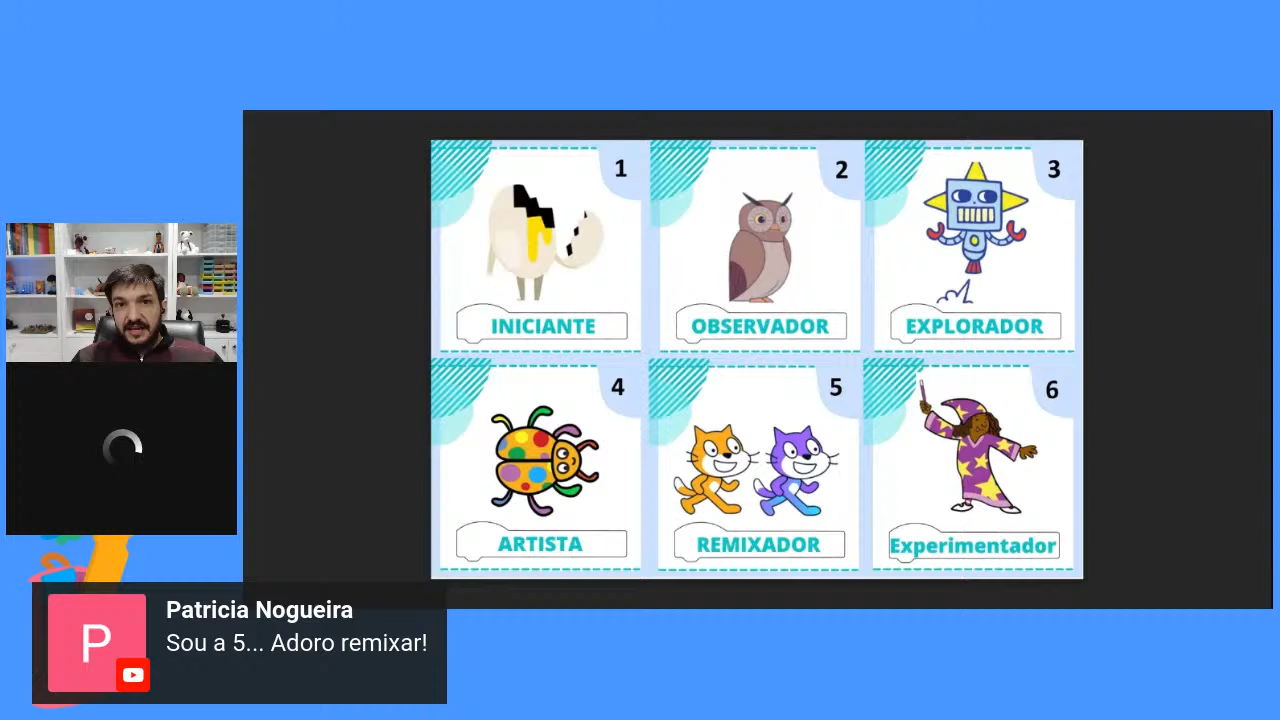 1
INICIANTE
2
OBSERVADOR
3
EXPLORADOR
4
ARTISTA
5
REMIXADOR
6
Experimentador
P
Patricia Nogueira
Sou a 5... Adoro remixar!